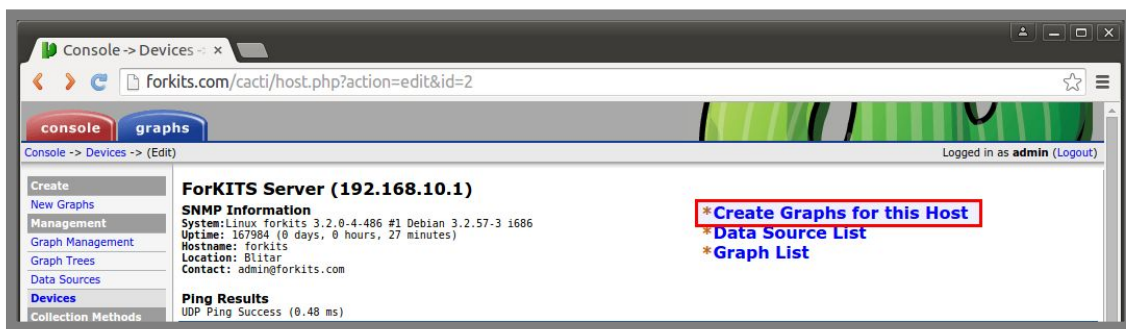 Console -> Devices -:
forkits.com/cacti/host.php?action=edit&id=2
console graphs
Console -> Devices -> (Edit)
Logged in as admin (Logout)
Create
New Graphs
Management
Graph Management
Graph Trees
Data Sources
Devices
Collection Methods
ForKITS Server (192.168.10.1)
SNMP Information
System:Linux forkits 3.2.0-4-486 #1 Debian 3.2.57-3 i686
Uptime: 167984 (0 days, 0 hours, 27 minutes)
Hostname: forkits
Location: Blitar
Contact: admin@forkits.com
Ping Results
UDP Ping Success (0.48 ms)
*Create Graphs for this Host
*Data Source List
*Graph List